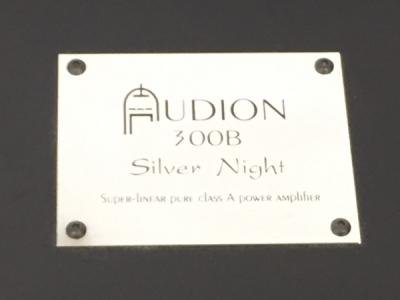 AUDION
300B
Silver Night
Super-linear pure class A power amplifier